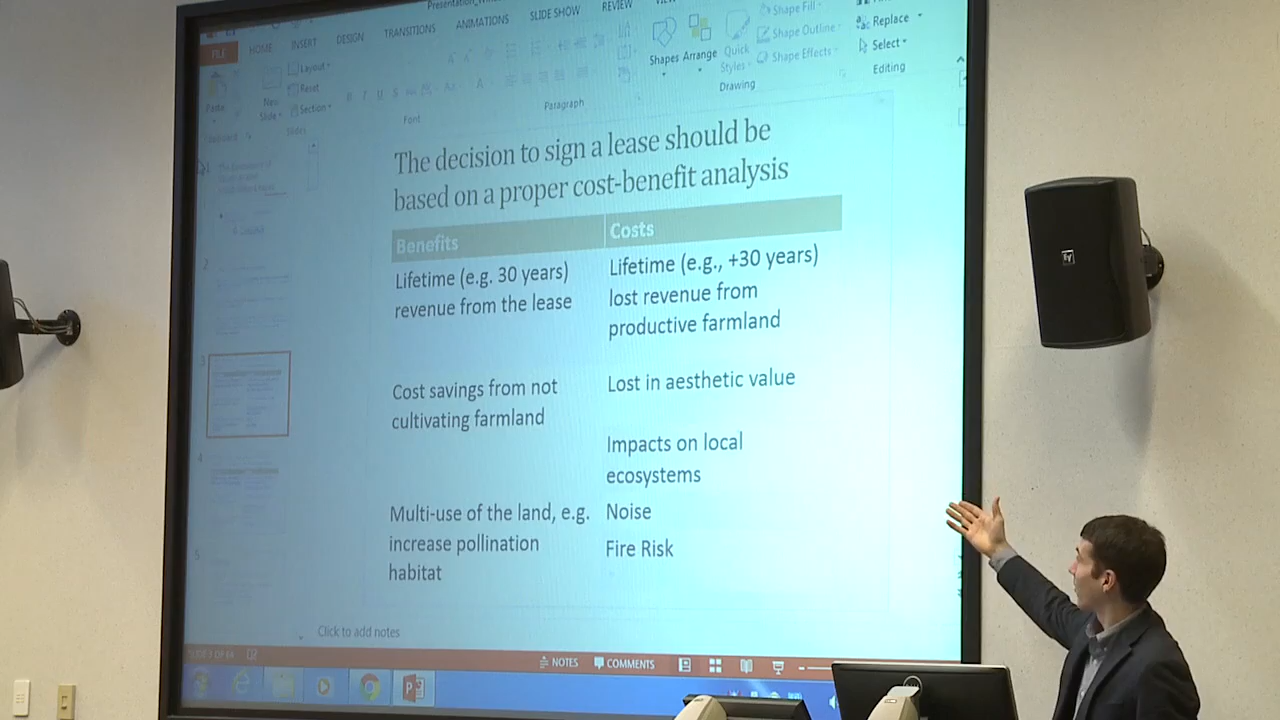 FILE
HOME
INSERT
DESIGN
TRANSITIONS
ANIMATIONS
SLIDE SHOW
REVIEW
Paste
New
Slide
Layout
Reset
Section
Slides
Font
Paragraph
Shapes
Arrange
Quick
Styles
Shape Fill
Shape Outline
Shape Effects
Drawing
Replace
Select
Editing
The decision to sign a lease should be
based on a proper cost-benefit analysis
Benefits
Costs
Lifetime (e.g. 30 years)
revenue from the lease
Lifetime (e.g., +30 years)
lost revenue from
productive farmland
Cost savings from not
cultivating farmland
Lost in aesthetic value
Impacts on local
ecosystems
Multi-use of the land, e.g.
increase pollination
habitat
Noise
Fire Risk
2
3
4
5
Click to add notes
NOTES
COMMENTS